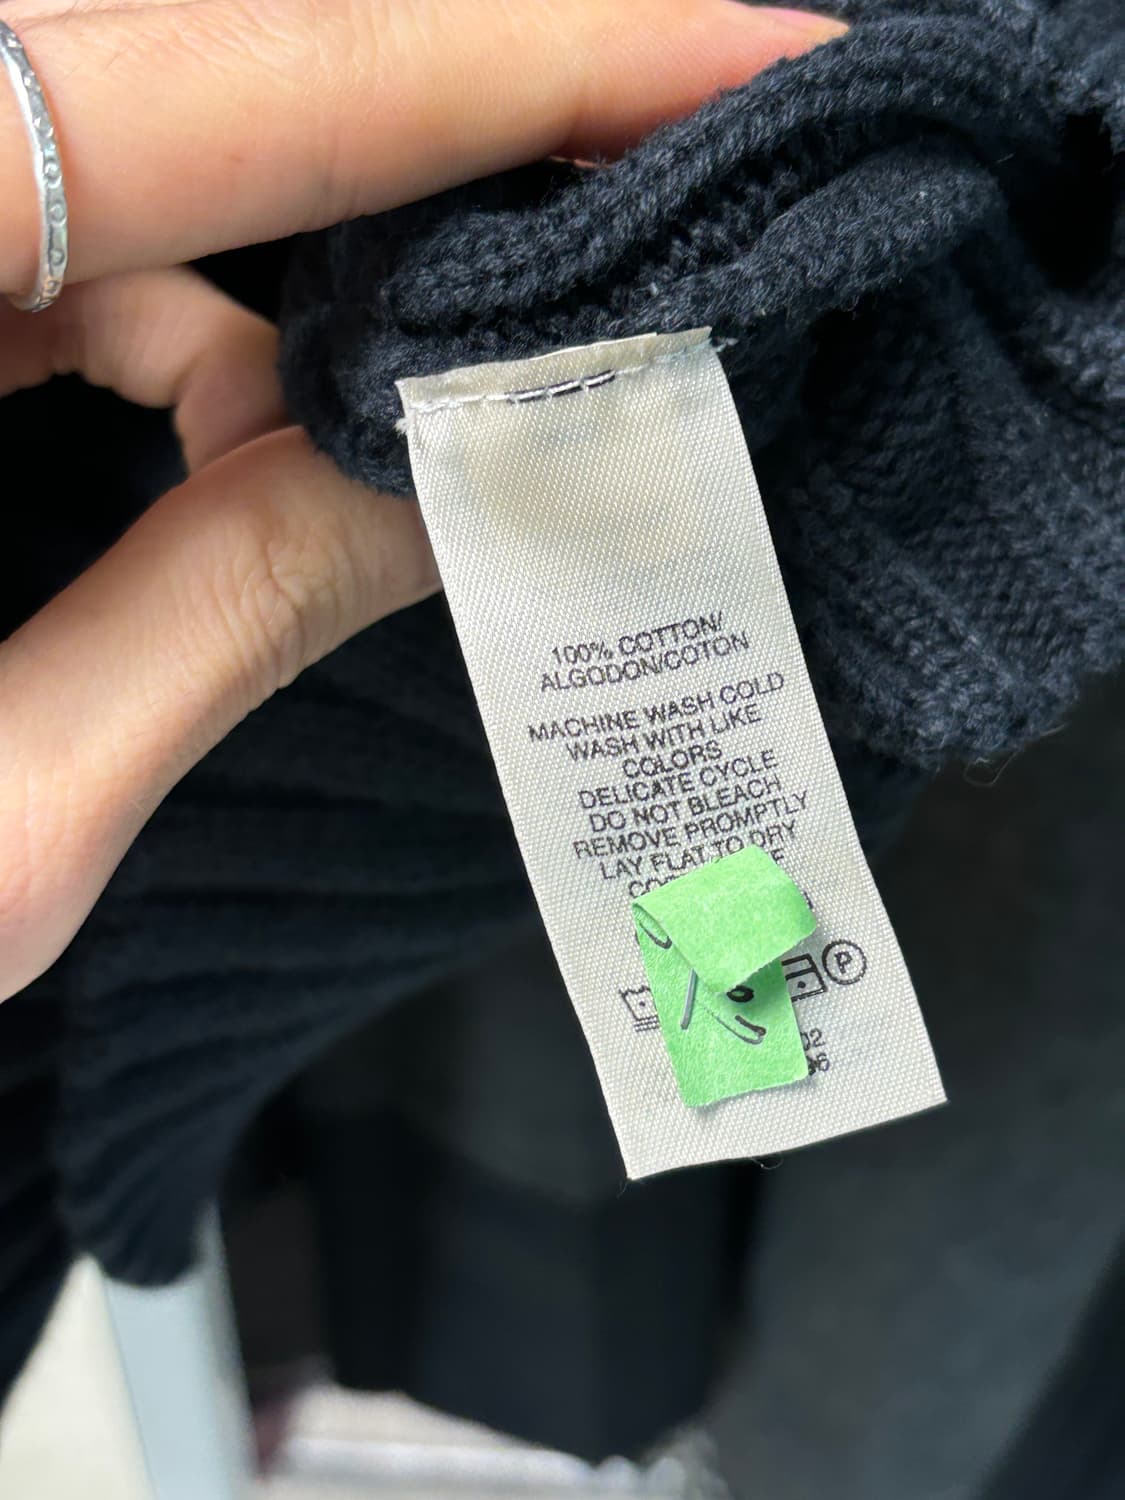 100% COTTON/
ALGODON/COTON
MACHINE WASH COLD
WASH WITH LIKE
COLORS
DELICATE CYCLE
DO NOT BLEACH
REMOVE PROMPTLY
LAY FLAT TO DRY
P
02